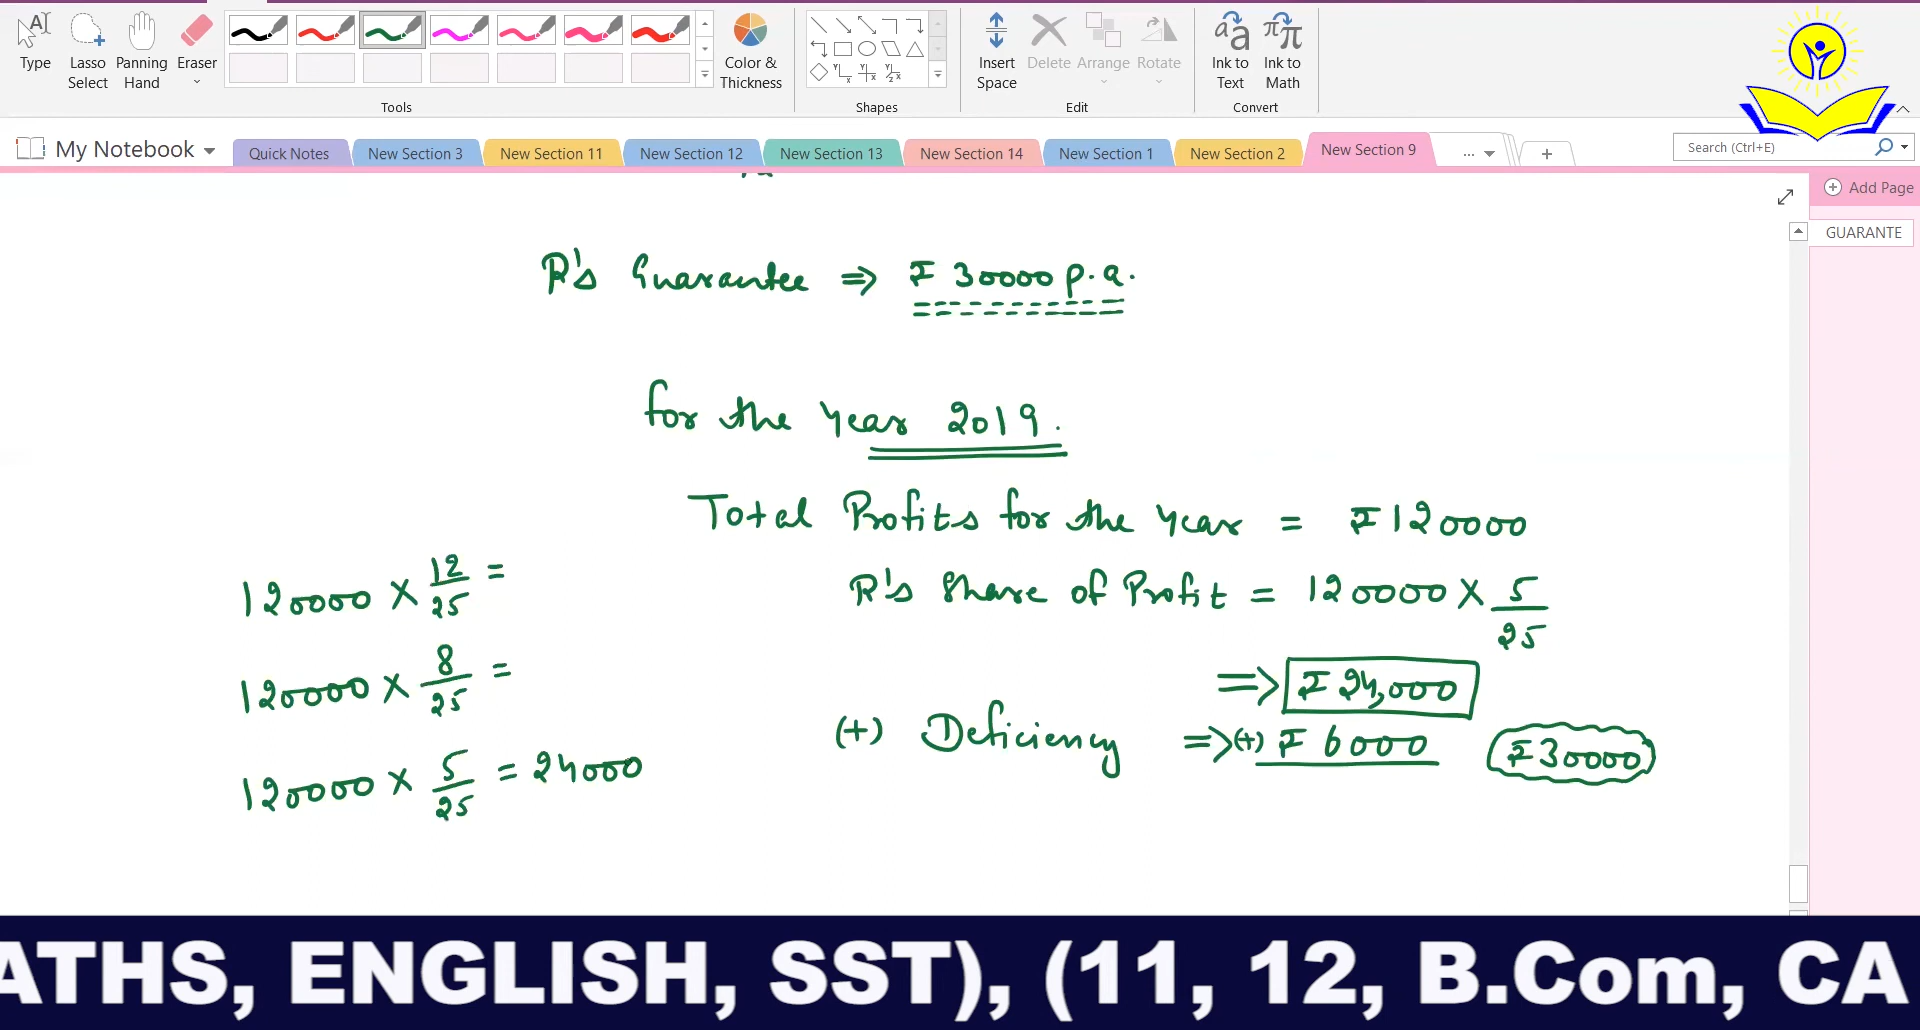 Type
Lasso Select
Panning Hand
Eraser
Color & Thickness
Insert Space
Delete
Arrange
Rotate
Ink to Text
Ink to Math
Tools
Shapes
Edit
Convert
My Notebook
Quick Notes
New Section 3
New Section 11
New Section 12
New Section 13
New Section 14
New Section 1
New Section 2
New Section 9
...
Search (Ctrl+E)
Add Page
GUARANTE
R's Guarantee ⇒ ₹ 30000 p.a.
for the year 2019.
Total Profits for the year = ₹ 120000
120000 × 12/25 =
R's Share of Profit = 120000 × 5/25
120000 × 8/25 =
⇒ ₹ 24,000
(+) Deficiency ⇒ (+) ₹ 6000 ₹ 30000
120000 × 5/25 = 24000
ATHS, ENGLISH, SST), (11, 12, B.Com, CA